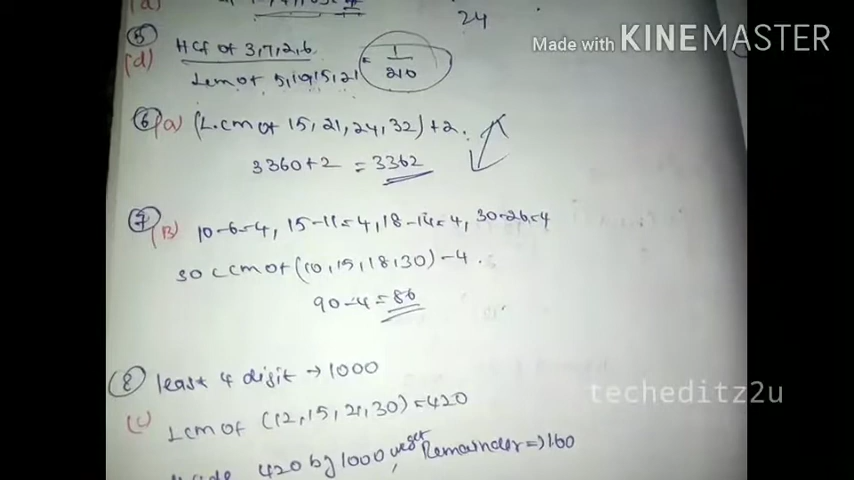 (a)
24
Made with KINEMASTER
(5)
(d) HCf of 3,7,2,6
Lcm of 5,10,15,21 = 1/210
(6) (a) (L.cm of 15, 21, 24, 32) + 2.
3360+2 = 3362
(7) (B) 10-6=4, 15-11=4, 18-14=4, 30-26=4
so Lcm of (10,15,18,30) - 4.
90-4=86
(8) least 4 digit → 1000
(c) Lcm of (12,15,21,30) =420
techeditz2u
420 by 1000 we get Remainder =>160